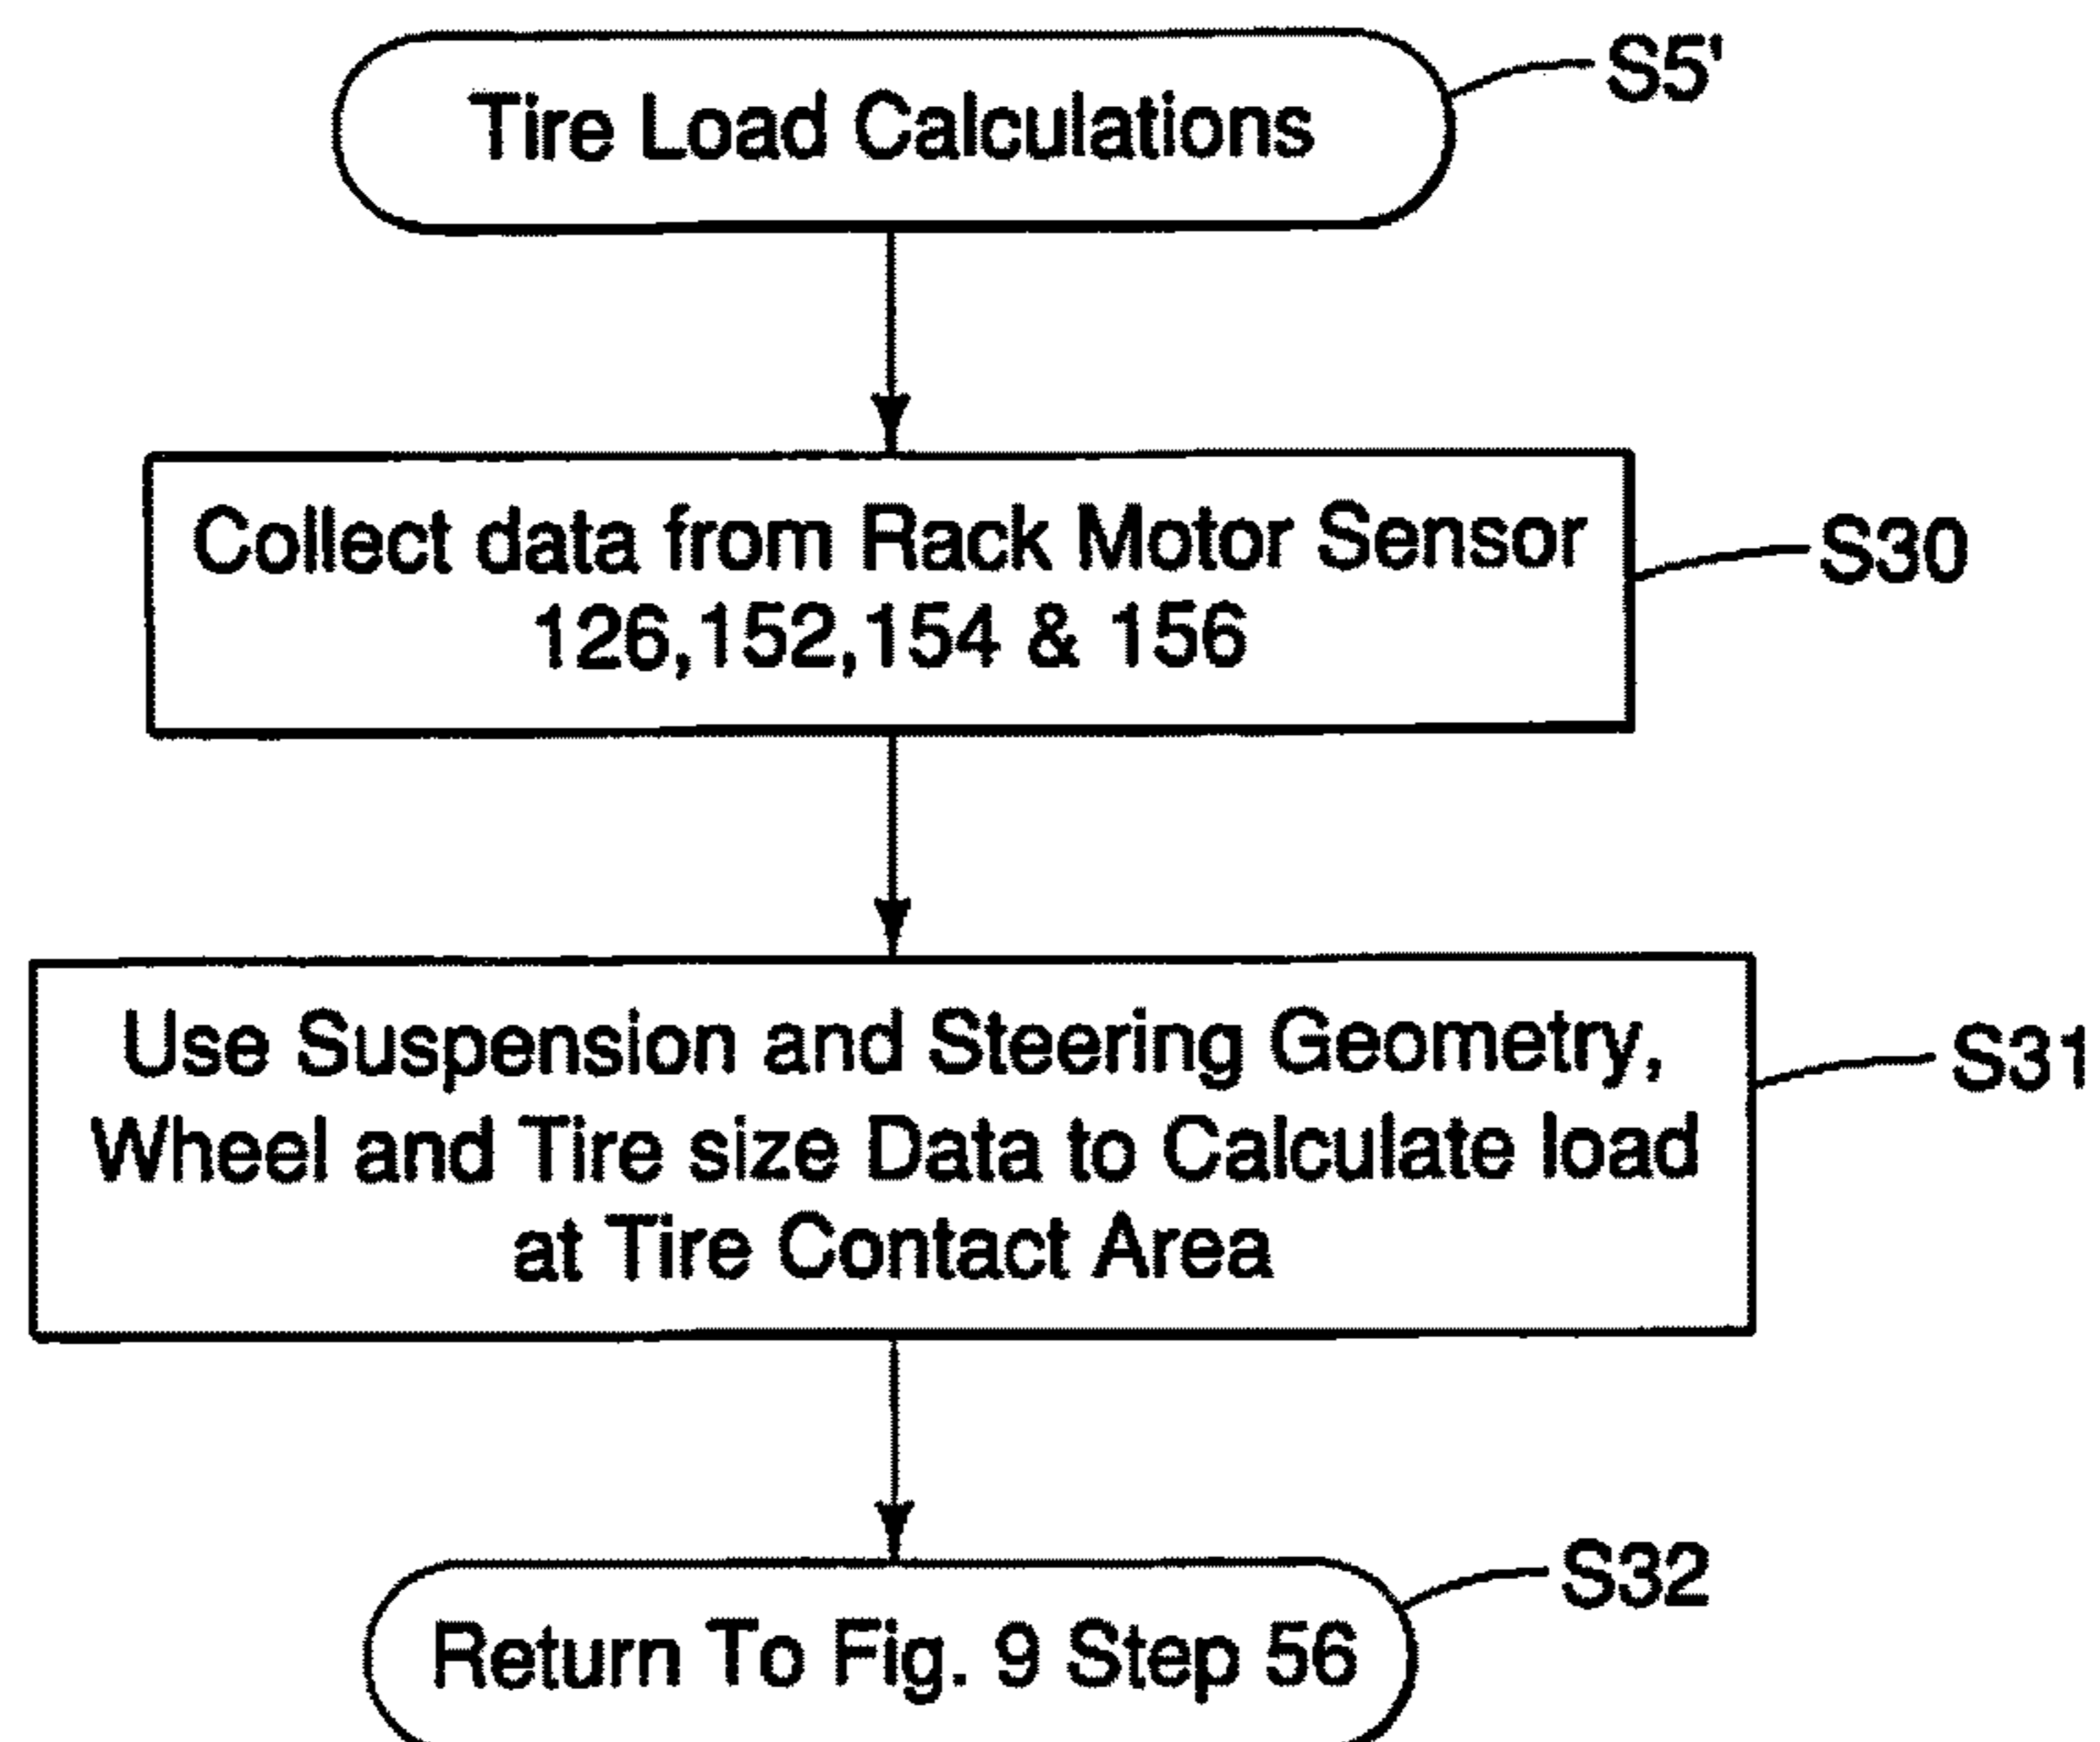 Tire Load Calculations
S5'
Collect data from Rack Motor Sensor
126,152,154 & 156
S30
Use Suspension and Steering Geometry,
Wheel and Tire size Data to Calculate load
at Tire Contact Area
S31
Return To Fig. 9 Step 56
S32